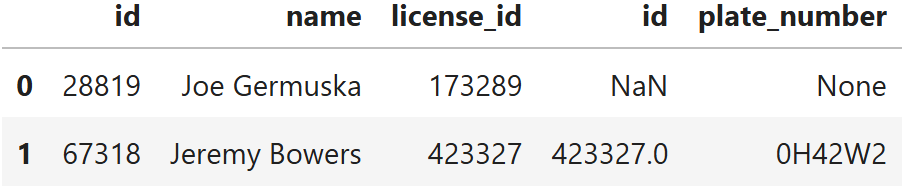 id name license_id id plate_number
0 28819 Joe Germuska 173289 NaN None
1 67318 Jeremy Bowers 423327 423327.0 0H42W2